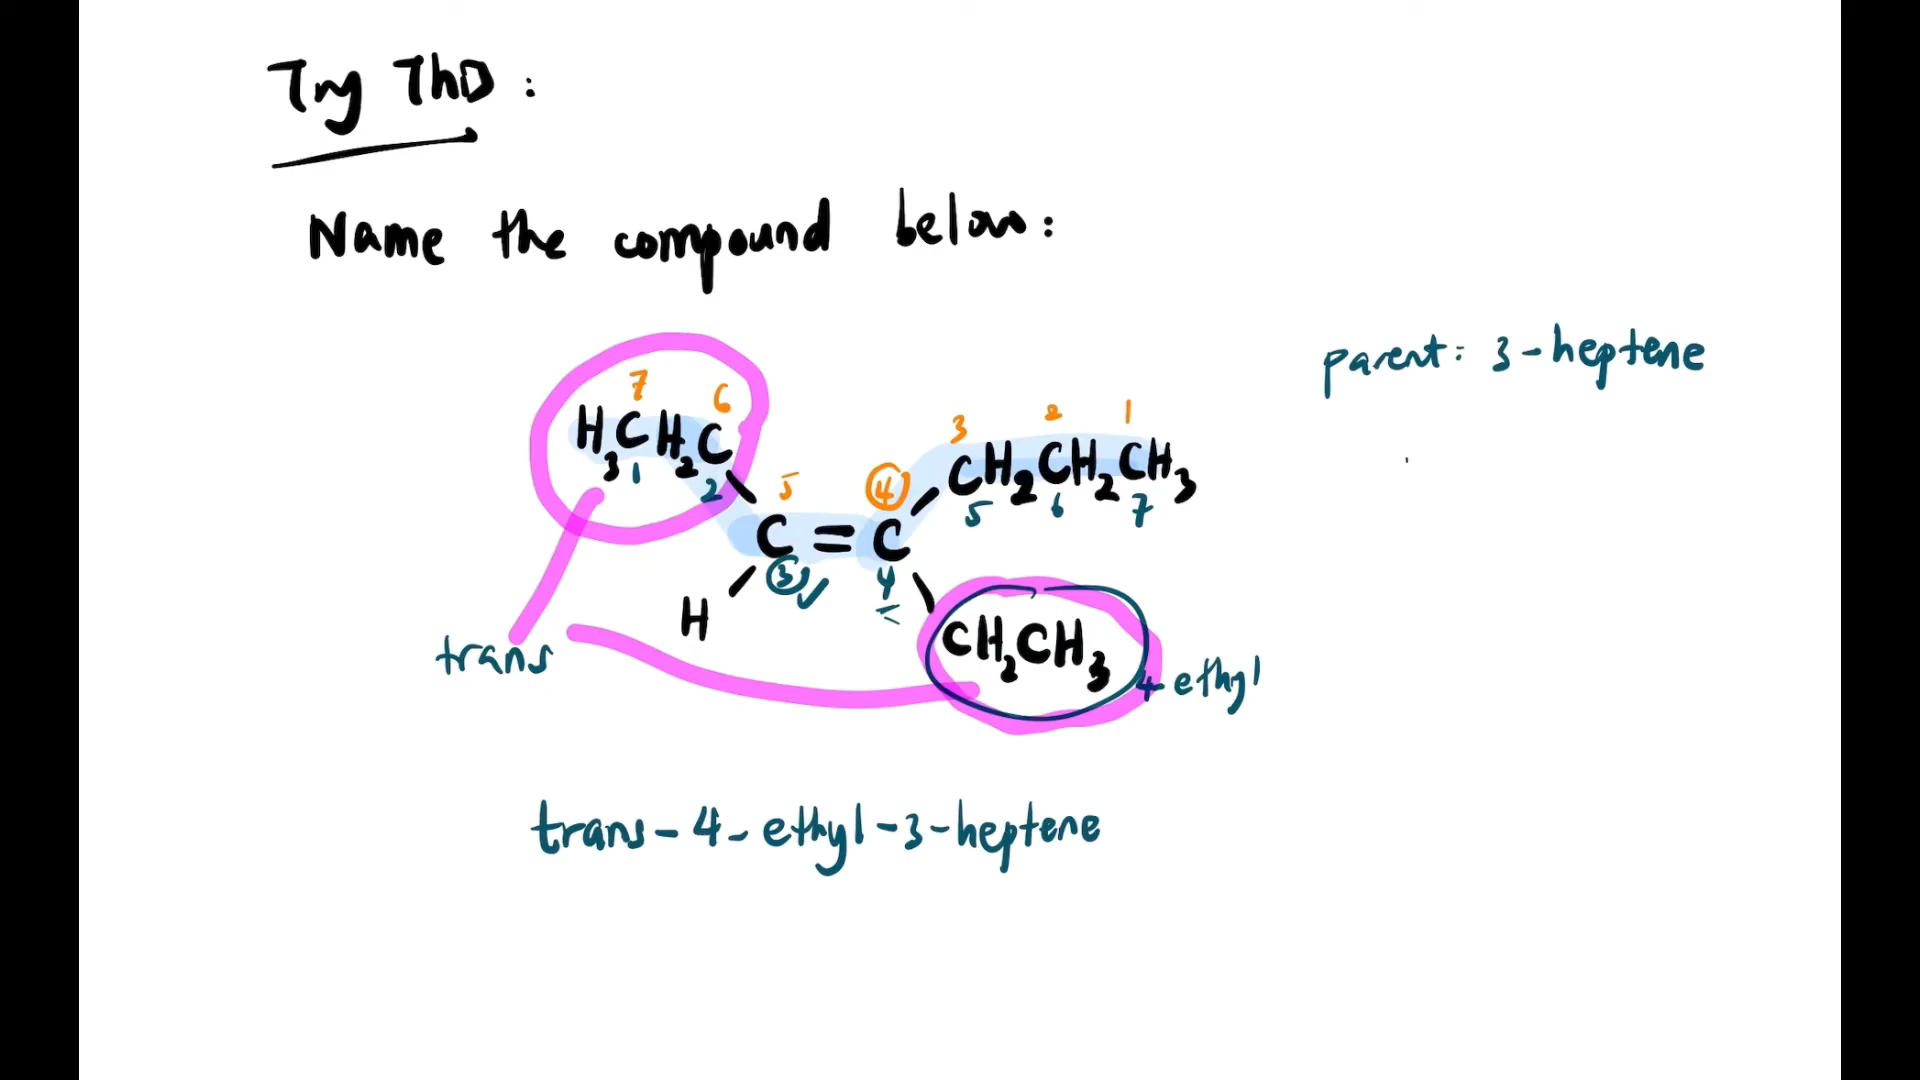 Try This:
Name the compound below:
parent: 3-heptene
7 6
H3CH2C
1 2
3 2 1
CH2CH2CH3
5 6 7
5 4
C=C
3 4
H
CH2CH3
4-ethyl
trans
trans-4-ethyl-3-heptene